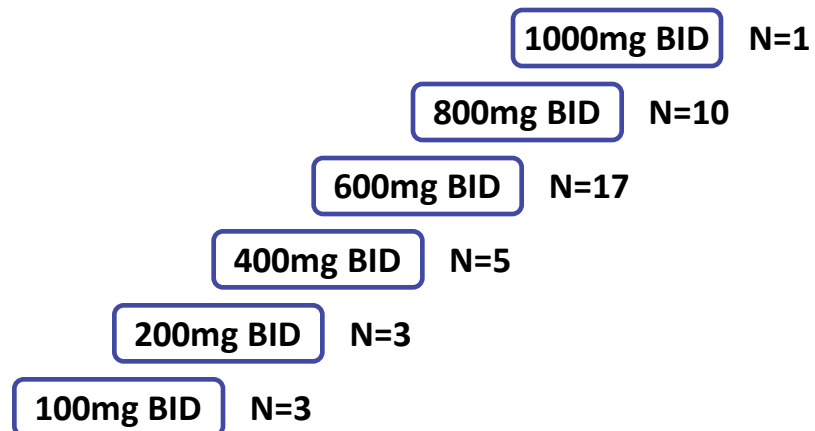 1000mg BID N=1
800mg BID N=10
600mg BID N=17
400mg BID N=5
200mg BID N=3
100mg BID N=3